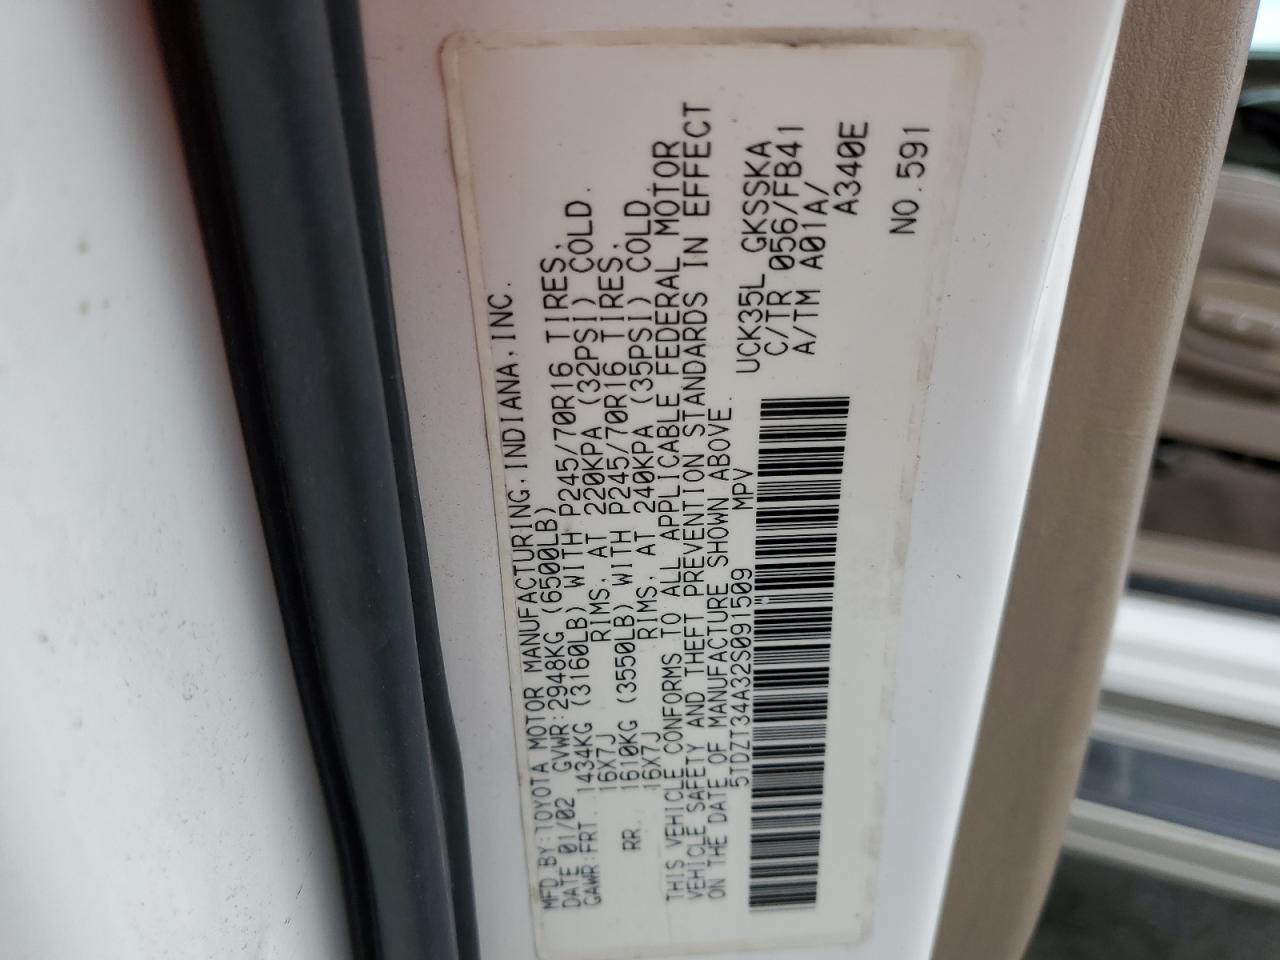 MFD BY:TOYOTA MOTOR MANUFACTURING,INDIANA,INC.
DATE 01/02 GVWR:2948KG(6500LB)
GAWR:FRT. 1434KG (3160LB) WITH P245/70R16 TIRES,
16X7J RIMS, AT 220KPA (32PSI) COLD.
RR. 1610KG (3550LB) WITH P245/70R16 TIRES,
16X7J RIMS, AT 240KPA (35PSI) COLD.
THIS VEHICLE CONFORMS TO ALL APPLICABLE FEDERAL MOTOR
VEHICLE SAFETY AND THEFT PREVENTION STANDARDS IN EFFECT
ON THE DATE OF MANUFACTURE SHOWN ABOVE.
5TDZT34A32S091509 MPV
UCK35L GKSSKA
C/TR 056/FB41
A/TM A01A/
A340E
NO.591